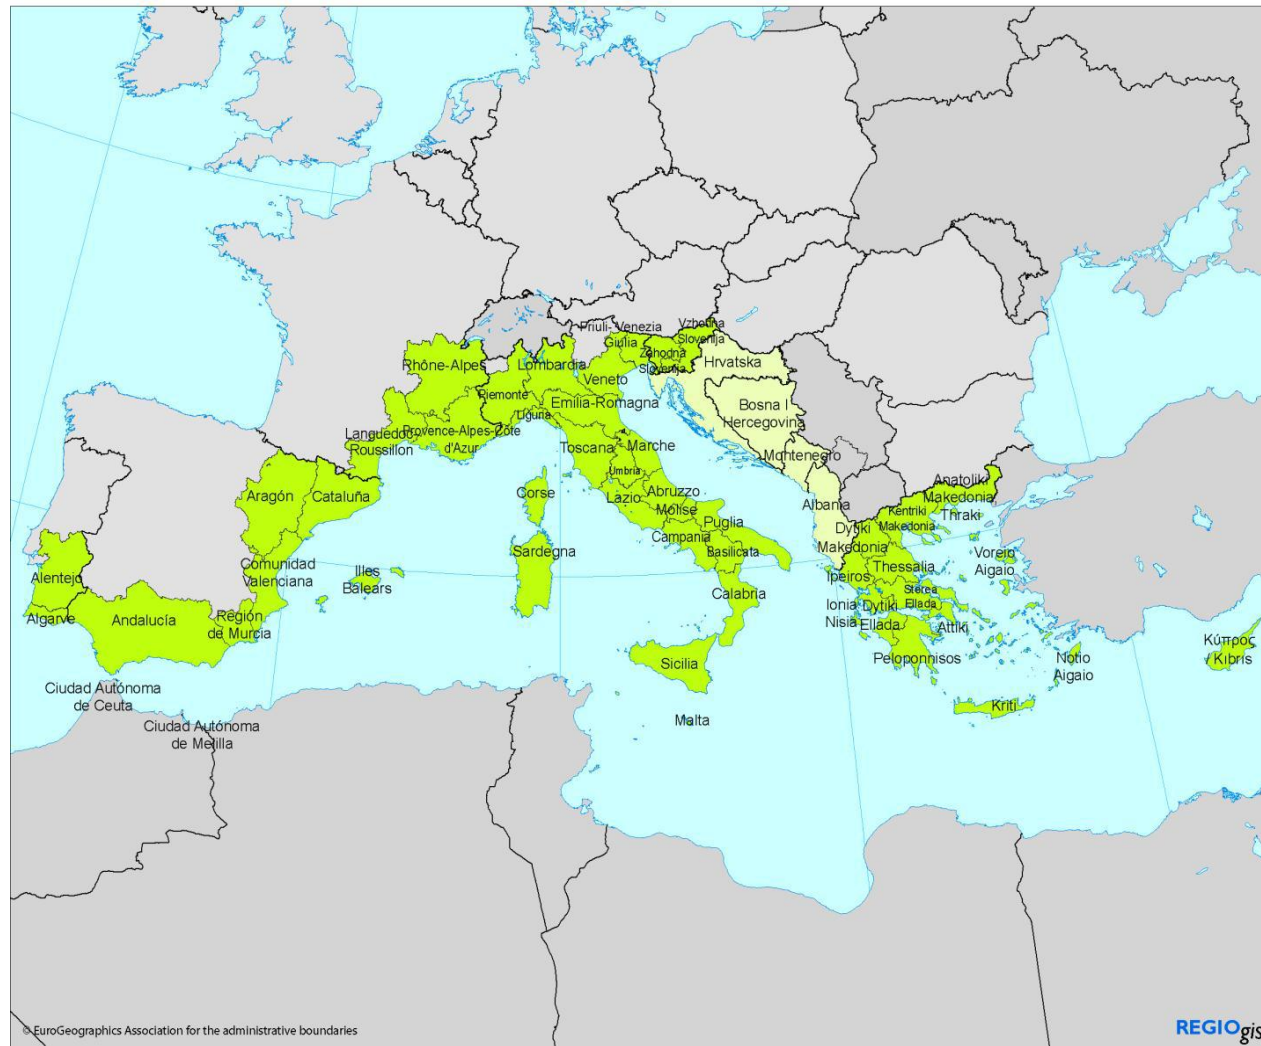 Priuli- Venezia
Giulia
Vzhodna
Slovenija
Zahodna
Slovenija
Hrvatska
Rhône-Alpes
Lombardia
Veneto
Piemonte
Emilia-Romagna
Liguria
Bosna I
Hercegovina
Languedoc-
Roussillon
Provence-Alpes-Côte
d'Azur
Toscana
Marche
Umbria
Montenegro
Aragón
Cataluña
Corse
Lazio
Abruzzo
Molise
Albania
Anatoliki
Makedonia
Thraki
Kentriki
Makedonia
Puglia
Campania
Basilicata
Dytiki
Makedonia
Sardegna
Comunidad
Valenciana
Illes
Balears
Alentejo
Algarve
Andalucía
Región
de Murcia
Calabria
Ipeiros
Thessalia
Voreio
Aigaio
Sterea
Ellada
Ionia
Nisia
Dytiki
Ellada
Attiki
Sicilia
Peloponnisos
Notio
Aigaio
Κύπρος
/ Kıbrıs
Ciudad Autónoma
de Ceuta
Ciudad Autónoma
de Melilla
Malta
Kriti
© EuroGeographics Association for the administrative boundaries
REGIOgis